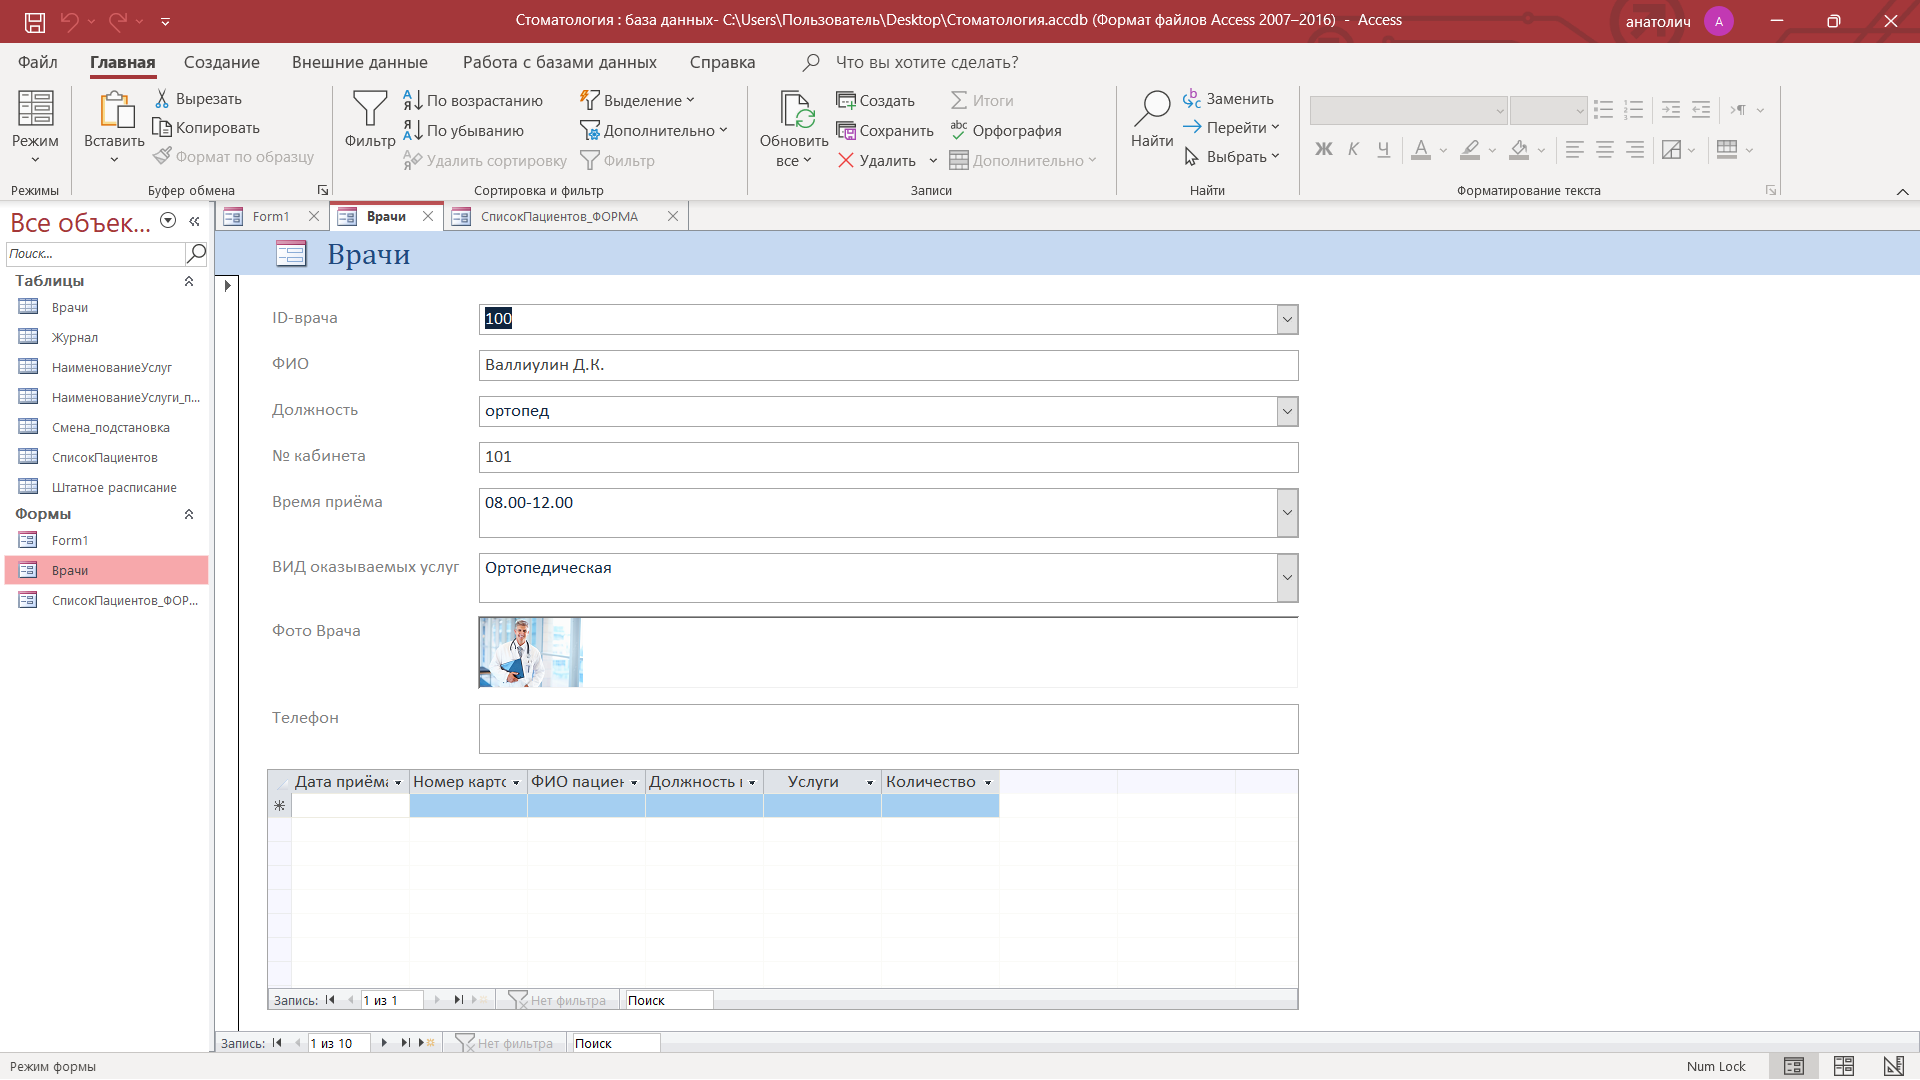 Стоматология : база данных- C:\Users\Пользователь\Desktop\Стоматология.accdb (Формат файлов Access 2007–2016) - Access
анатолич
А
Файл
Главная
Создание
Внешние данные
Работа с базами данных
Справка
Что вы хотите сделать?
Режим
Режимы
Вставить
Вырезать
Копировать
Формат по образцу
Буфер обмена
Фильтр
По возрастанию
По убыванию
Удалить сортировку
Выделение
Дополнительно
Фильтр
Сортировка и фильтр
Обновить
все
Создать
Сохранить
Удалить
Итоги
Орфография
Дополнительно
Записи
Найти
Заменить
Перейти
Выбрать
Найти
Ж К Ч А
Форматирование текста
Все объек...
Поиск...
Таблицы
Врачи
Журнал
НаименованиеУслуг
НаименованиеУслуги_п...
Смена_подстановка
СписокПациентов
Штатное расписание
Формы
Form1
Врачи
СписокПациентов_ФОР...
Form1
Врачи
СписокПациентов_ФОРМА
Врачи
ID-врача
100
ФИО
Валлиулин Д.К.
Должность
ортопед
№ кабинета
101
Время приёма
08.00-12.00
ВИД оказываемых услуг
Ортопедическая
Фото Врача
Телефон
Дата приёма Номер карто ФИО пациен Должность Услуги Количество
Запись: 1 из 1 Нет фильтра Поиск
Запись: 1 из 10 Нет фильтра Поиск
Режим формы
Num Lock